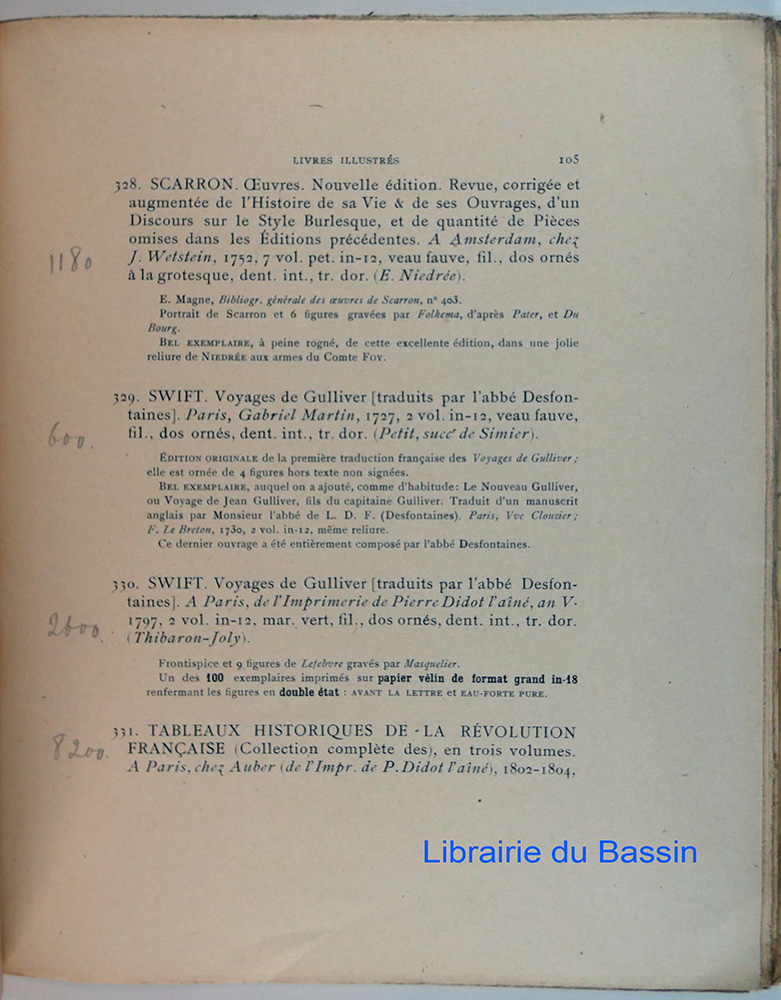 LIVRES ILLUSTRÉS 105
328. SCARRON. Œuvres. Nouvelle édition. Revue, corrigée et
augmentée de l'Histoire de sa Vie & de ses Ouvrages, d'un
Discours sur le Style Burlesque, et de quantité de Pièces
omises dans les Éditions précédentes. A Amsterdam, chez
1180
J. Wetstein, 1752, 7 vol. pet. in-12, veau fauve, fil., dos ornés
à la grotesque, dent. int., tr. dor. (E. Niedrée).
E. Magne, Bibliogr. générale des œuvres de Scarron, n° 403.
Portrait de Scarron et 6 figures gravées par Folkema, d'après Pater, et Du
Bourg.
BEL EXEMPLAIRE, à peine rogné, de cette excellente édition, dans une jolie
reliure de NIEDRÉE aux armes du Comte FOY.
329. SWIFT. Voyages de Gulliver [traduits par l'abbé Desfon-
taines]. Paris, Gabriel Martin, 1727, 2 vol. in-12, veau fauve,
600.
fil., dos ornés, dent. int., tr. dor. (Petit, succr de Simier).
ÉDITION ORIGINALE de la première traduction française des Voyages de Gulliver;
elle est ornée de 4 figures hors texte non signées.
BEL EXEMPLAIRE, auquel on a ajouté, comme d'habitude: Le Nouveau Gulliver,
ou Voyage de Jean Gulliver, fils du capitaine Gulliver. Traduit d'un manuscrit
anglais par Monsieur l'abbé de L. D. F. (Desfontaines). Paris, Vve Clouzier;
F. Le Breton, 1730, 2 vol. in-12, même reliure.
Ce dernier ouvrage a été entièrement composé par l'abbé Desfontaines.
330. SWIFT. Voyages de Gulliver [traduits par l'abbé Desfon-
taines]. A Paris, de l'Imprimerie de Pierre Didot l'aîné, an V-
1797, 2 vol. in-12, mar. vert, fil., dos ornés, dent. int., tr. dor.
(Thibaron-Joly).
Frontispice et 9 figures de Lefebvre gravés par Masquelier.
Un des 100 exemplaires imprimés sur papier vélin de format grand in-18
renfermant les figures en double état : AVANT LA LETTRE et EAU-FORTE PURE.
331. TABLEAUX HISTORIQUES DE LA RÉVOLUTION
8200.
FRANÇAISE (Collection complète des), en trois volumes.
A Paris, chez Auber (de l'Impr. de P. Didot l'aîné), 1802-1804,
Librairie du Bassin